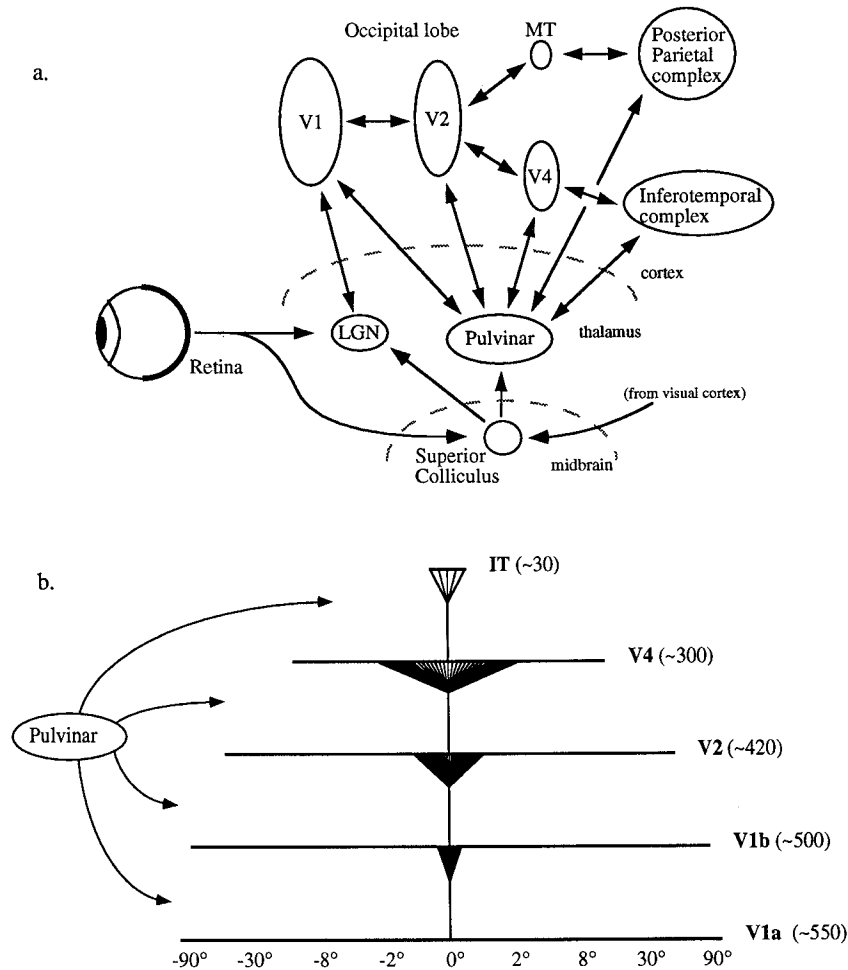 a.
Occipital lobe
MT
Posterior
Parietal
complex
V1
V2
V4
Inferotemporal
complex
cortex
LGN
Pulvinar
thalamus
Retina
(from visual cortex)
Superior
Colliculus
midbrain
b.
IT (~30)
V4 (~300)
Pulvinar
V2 (~420)
V1b (~500)
V1a (~550)
-90° -30° -8° -2° 0° 2° 8° 30° 90°